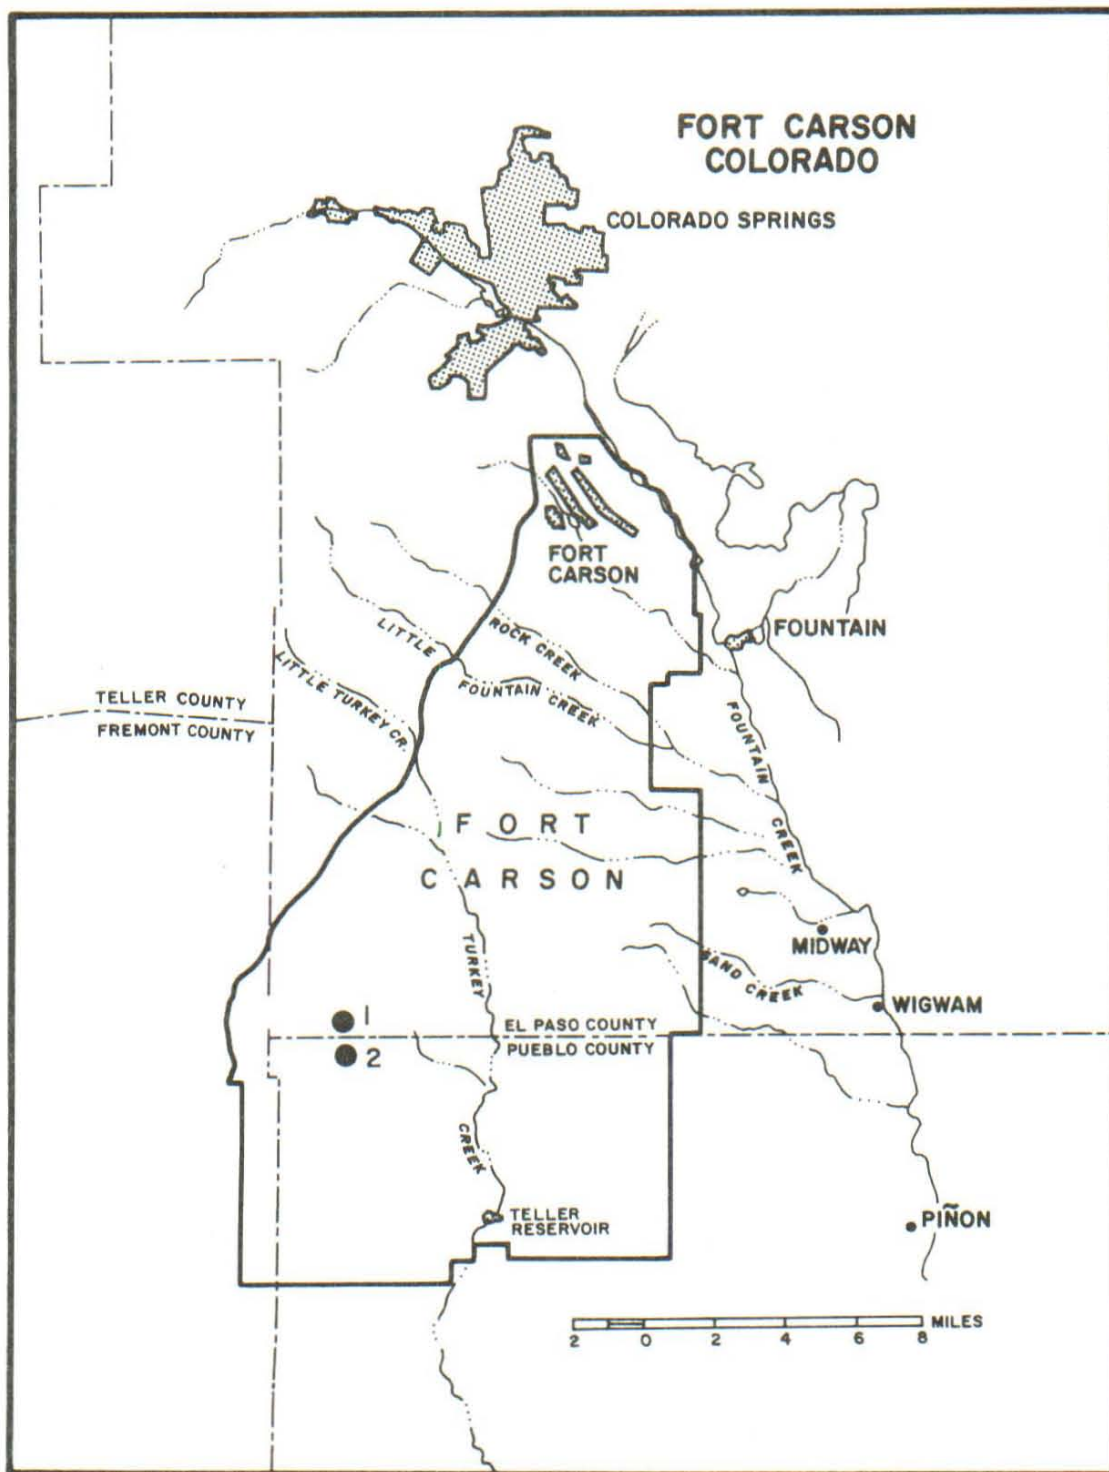 FORT CARSON
COLORADO
COLORADO SPRINGS
FORT
CARSON
FOUNTAIN
ROCK CREEK
LITTLE
FOUNTAIN CREEK
LITTLE TURKEY CR.
TELLER COUNTY
FREMONT COUNTY
FOUNTAIN
CREEK
FORT
CARSON
MIDWAY
TURKEY
SAND CREEK
WIGWAM
1
EL PASO COUNTY
PUEBLO COUNTY
2
CREEK
TELLER
RESERVOIR
PIÑON
MILES
2 0 2 4 6 8